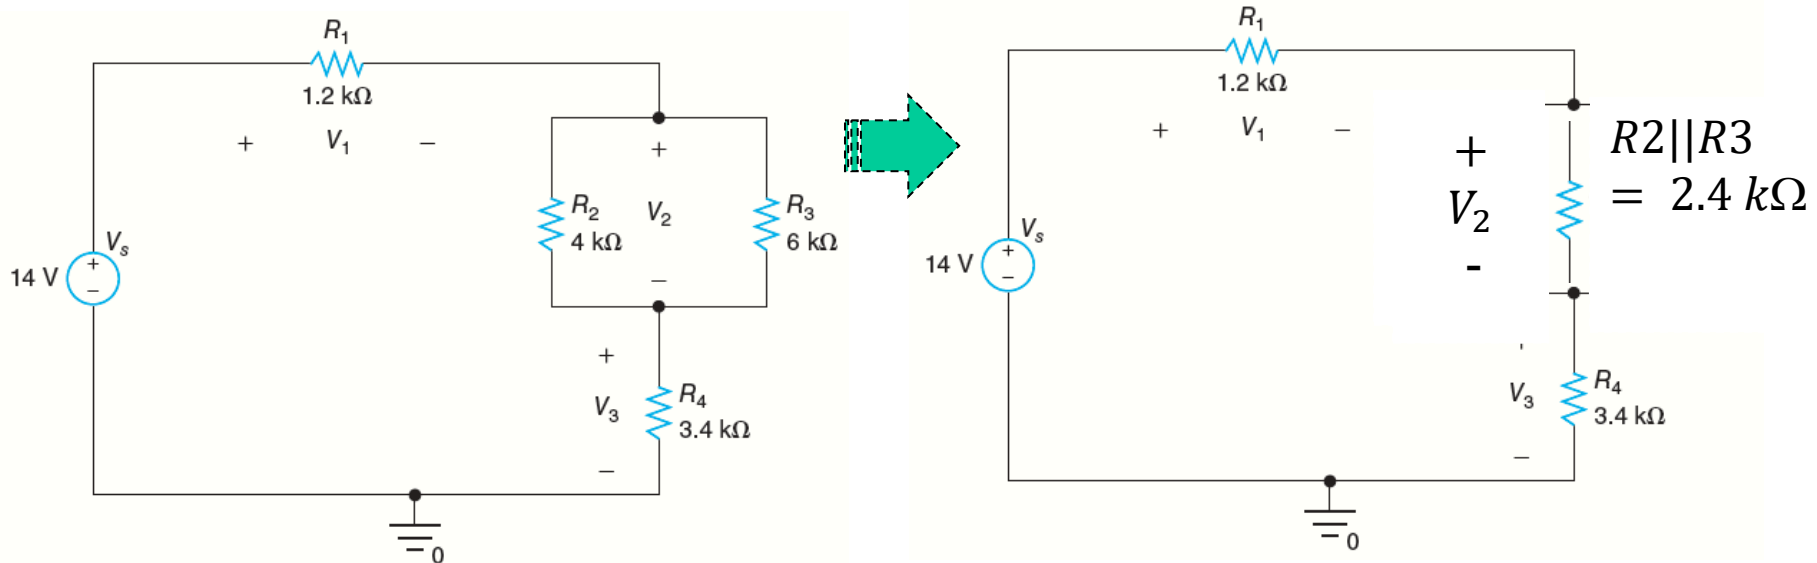 R₁
1.2 kΩ
+ V₁ −
Vₛ
14 V
+
−
+
V₂
−
R₂
4 kΩ
R₃
6 kΩ
+
V₃
−
R₄
3.4 kΩ
0
R₁
1.2 kΩ
+ V₁ −
Vₛ
14 V
+
−
+
V₂
-
R2||R3
= 2.4 kΩ
V₃
−
R₄
3.4 kΩ
0